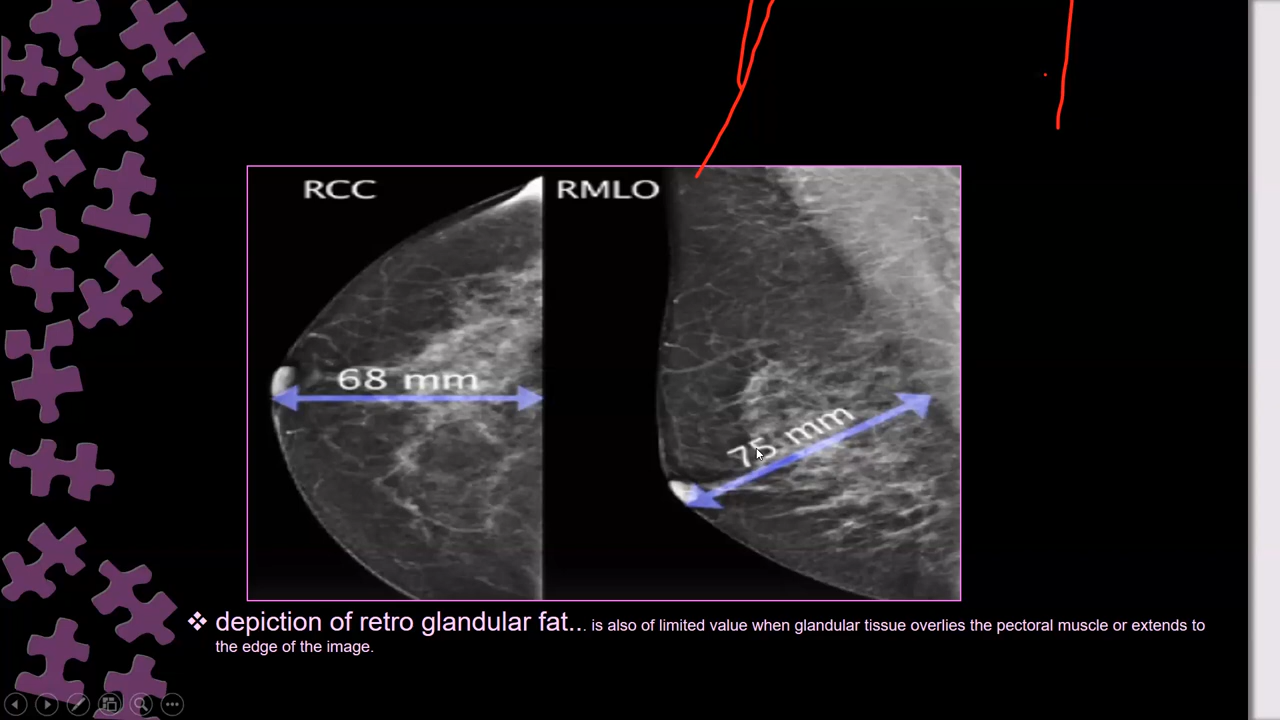 RCC
RMLO
68 mm
75 mm
❖ depiction of retro glandular fat... is also of limited value when glandular tissue overlies the pectoral muscle or extends to
the edge of the image.